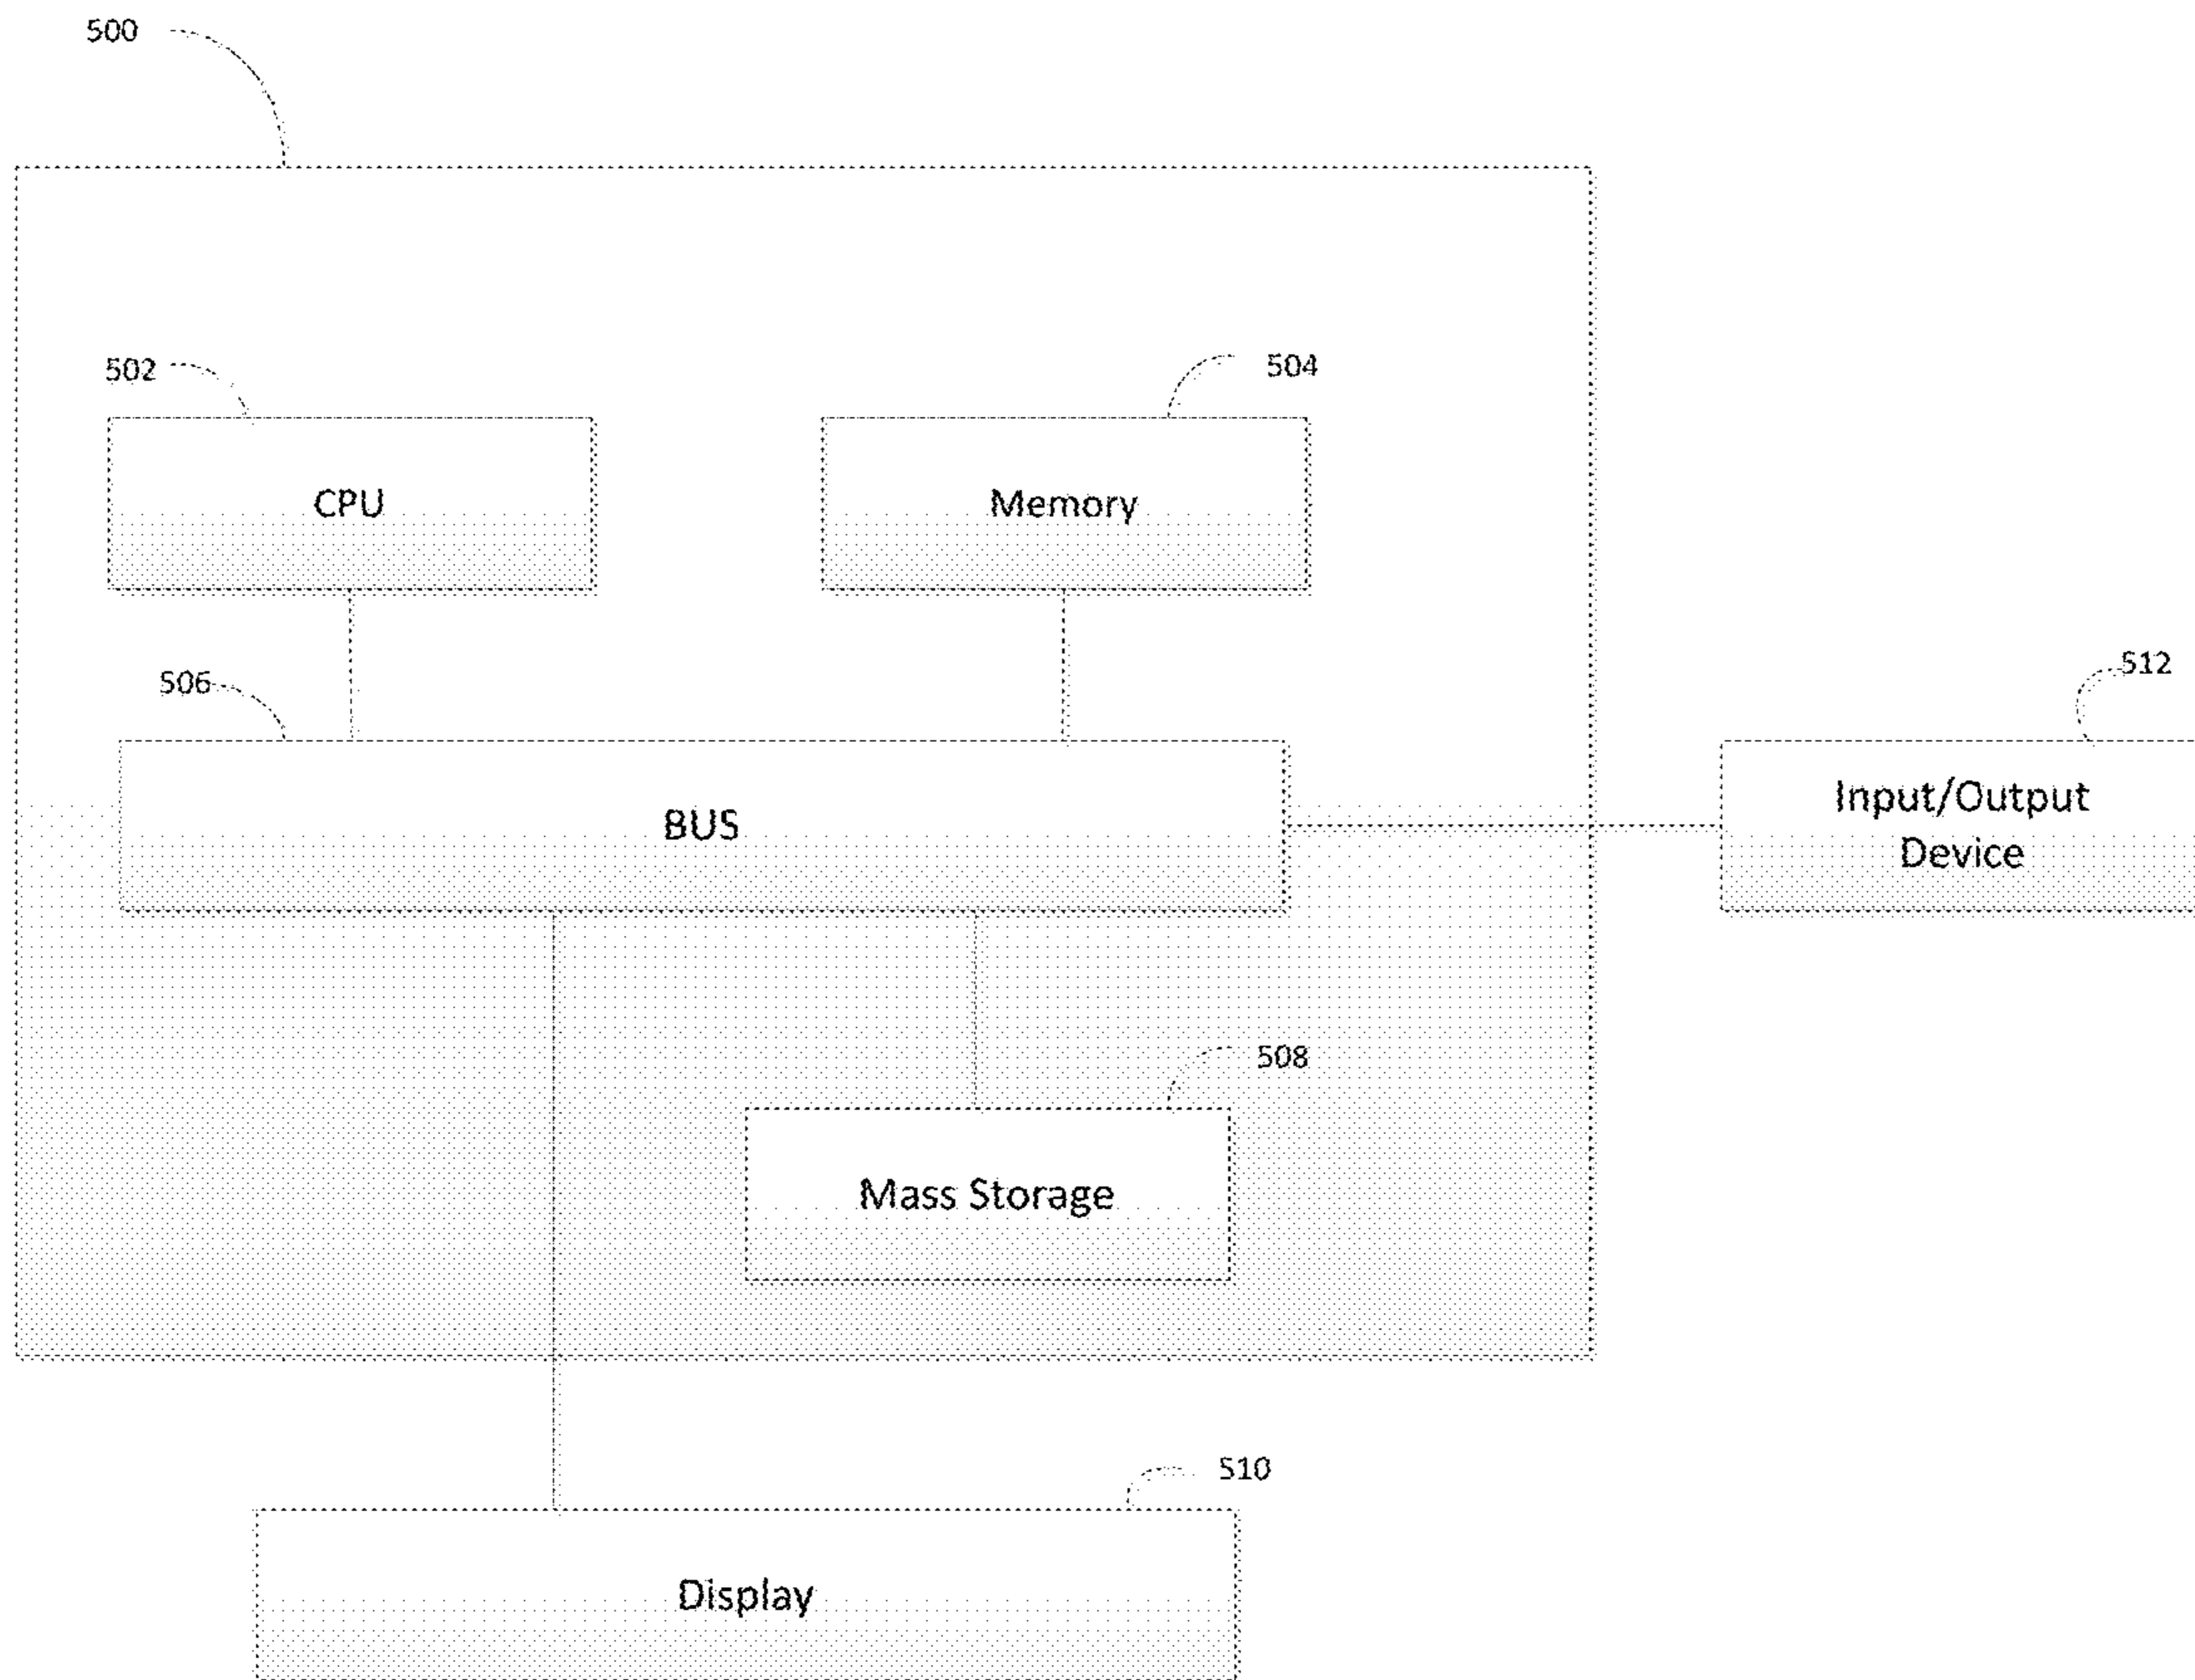 500
502
504
CPU
Memory
506
512
BUS
Input/Output
Device
508
Mass Storage
510
Display